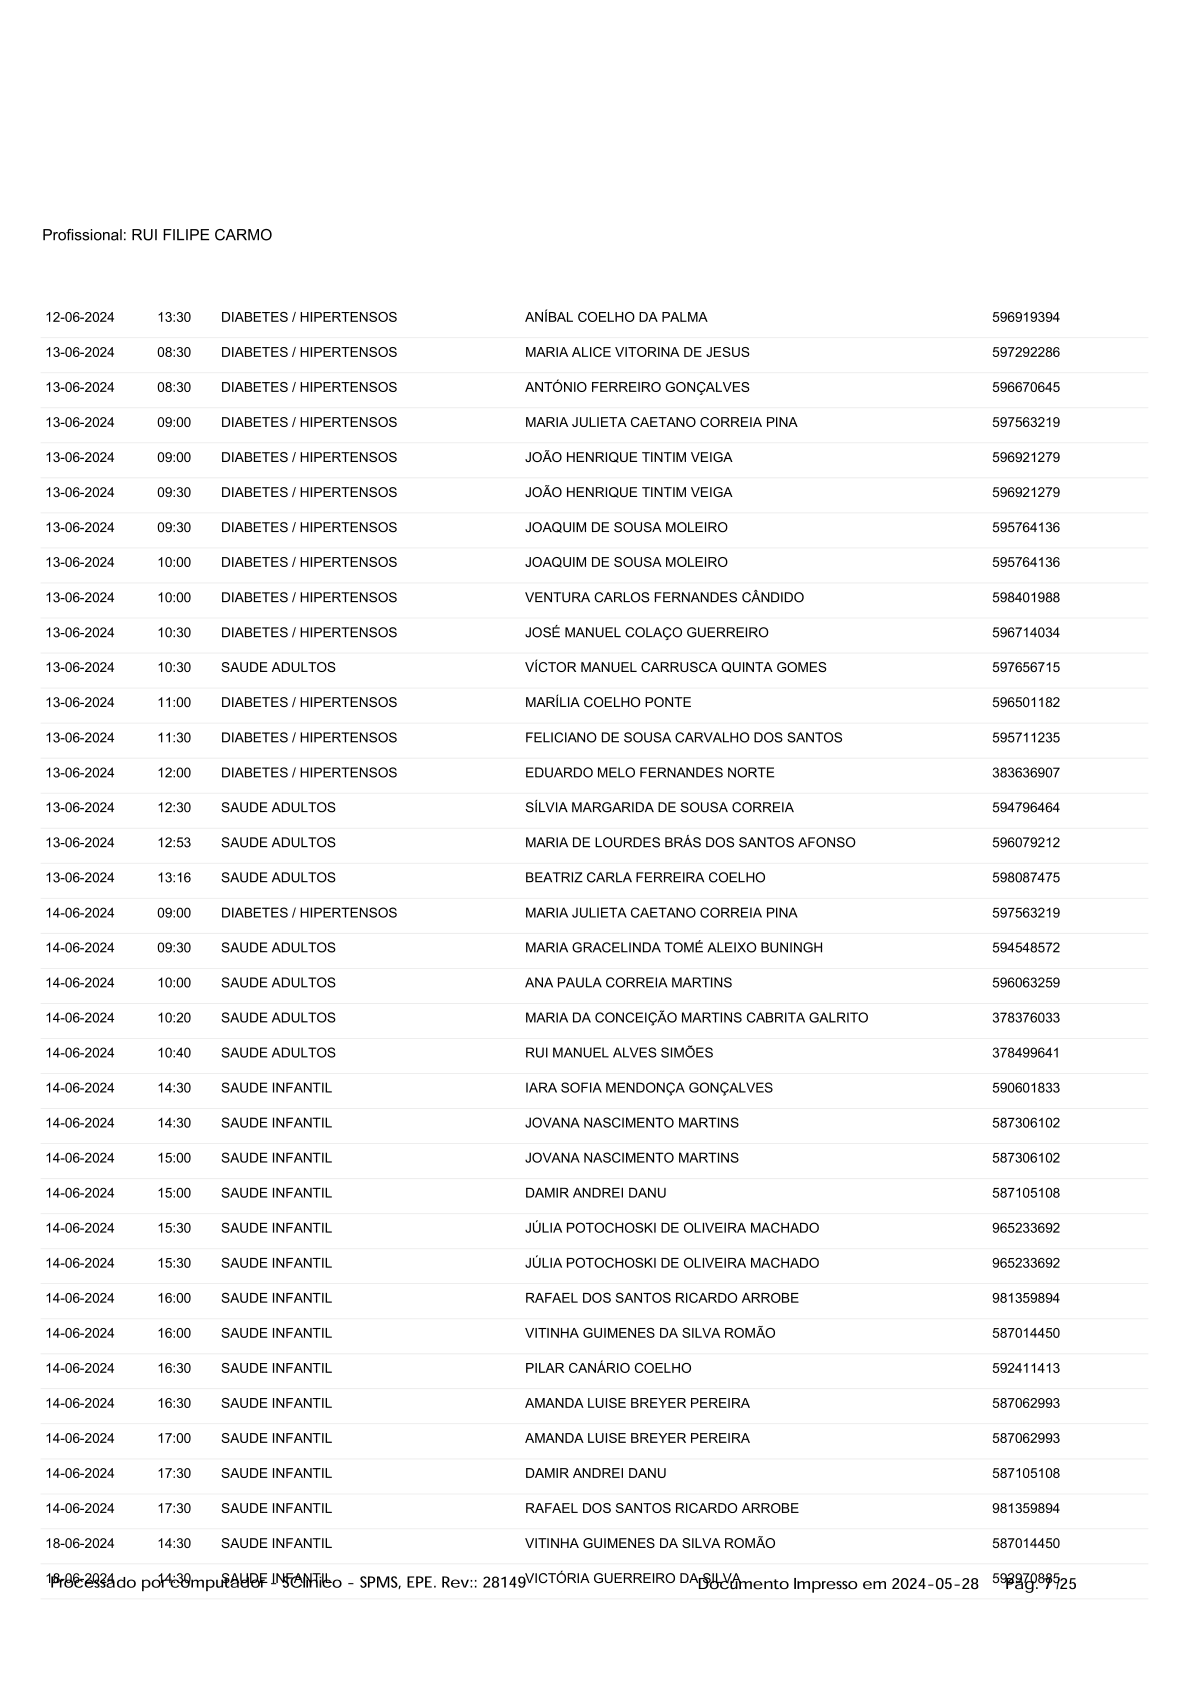 Profissional: RUI FILIPE CARMO
12-06-2024 13:30 DIABETES / HIPERTENSOS ANÍBAL COELHO DA PALMA 596919394
13-06-2024 08:30 DIABETES / HIPERTENSOS MARIA ALICE VITORINA DE JESUS 597292286
13-06-2024 08:30 DIABETES / HIPERTENSOS ANTÓNIO FERREIRO GONÇALVES 596670645
13-06-2024 09:00 DIABETES / HIPERTENSOS MARIA JULIETA CAETANO CORREIA PINA 597563219
13-06-2024 09:00 DIABETES / HIPERTENSOS JOÃO HENRIQUE TINTIM VEIGA 596921279
13-06-2024 09:30 DIABETES / HIPERTENSOS JOÃO HENRIQUE TINTIM VEIGA 596921279
13-06-2024 09:30 DIABETES / HIPERTENSOS JOAQUIM DE SOUSA MOLEIRO 595764136
13-06-2024 10:00 DIABETES / HIPERTENSOS JOAQUIM DE SOUSA MOLEIRO 595764136
13-06-2024 10:00 DIABETES / HIPERTENSOS VENTURA CARLOS FERNANDES CÂNDIDO 598401988
13-06-2024 10:30 DIABETES / HIPERTENSOS JOSÉ MANUEL COLAÇO GUERREIRO 596714034
13-06-2024 10:30 SAUDE ADULTOS VÍCTOR MANUEL CARRUSCA QUINTA GOMES 597656715
13-06-2024 11:00 DIABETES / HIPERTENSOS MARÍLIA COELHO PONTE 596501182
13-06-2024 11:30 DIABETES / HIPERTENSOS FELICIANO DE SOUSA CARVALHO DOS SANTOS 595711235
13-06-2024 12:00 DIABETES / HIPERTENSOS EDUARDO MELO FERNANDES NORTE 383636907
13-06-2024 12:30 SAUDE ADULTOS SÍLVIA MARGARIDA DE SOUSA CORREIA 594796464
13-06-2024 12:53 SAUDE ADULTOS MARIA DE LOURDES BRÁS DOS SANTOS AFONSO 596079212
13-06-2024 13:16 SAUDE ADULTOS BEATRIZ CARLA FERREIRA COELHO 598087475
14-06-2024 09:00 DIABETES / HIPERTENSOS MARIA JULIETA CAETANO CORREIA PINA 597563219
14-06-2024 09:30 SAUDE ADULTOS MARIA GRACELINDA TOMÉ ALEIXO BUNINGH 594548572
14-06-2024 10:00 SAUDE ADULTOS ANA PAULA CORREIA MARTINS 596063259
14-06-2024 10:20 SAUDE ADULTOS MARIA DA CONCEIÇÃO MARTINS CABRITA GALRITO 378376033
14-06-2024 10:40 SAUDE ADULTOS RUI MANUEL ALVES SIMÕES 378499641
14-06-2024 14:30 SAUDE INFANTIL IARA SOFIA MENDONÇA GONÇALVES 590601833
14-06-2024 14:30 SAUDE INFANTIL JOVANA NASCIMENTO MARTINS 587306102
14-06-2024 15:00 SAUDE INFANTIL JOVANA NASCIMENTO MARTINS 587306102
14-06-2024 15:00 SAUDE INFANTIL DAMIR ANDREI DANU 587105108
14-06-2024 15:30 SAUDE INFANTIL JÚLIA POTOCHOSKI DE OLIVEIRA MACHADO 965233692
14-06-2024 15:30 SAUDE INFANTIL JÚLIA POTOCHOSKI DE OLIVEIRA MACHADO 965233692
14-06-2024 16:00 SAUDE INFANTIL RAFAEL DOS SANTOS RICARDO ARROBE 981359894
14-06-2024 16:00 SAUDE INFANTIL VITINHA GUIMENES DA SILVA ROMÃO 587014450
14-06-2024 16:30 SAUDE INFANTIL PILAR CANÁRIO COELHO 592411413
14-06-2024 16:30 SAUDE INFANTIL AMANDA LUISE BREYER PEREIRA 587062993
14-06-2024 17:00 SAUDE INFANTIL AMANDA LUISE BREYER PEREIRA 587062993
14-06-2024 17:30 SAUDE INFANTIL DAMIR ANDREI DANU 587105108
14-06-2024 17:30 SAUDE INFANTIL RAFAEL DOS SANTOS RICARDO ARROBE 981359894
18-06-2024 14:30 SAUDE INFANTIL VITINHA GUIMENES DA SILVA ROMÃO 587014450
18-06-2024 14:30 SAUDE INFANTIL VICTÓRIA GUERREIRO DA SILVA
Processado por computador - SClínico - SPMS, EPE. Rev:: 28149 Documento Impresso em 2024-05-28 Pág. 7 /25